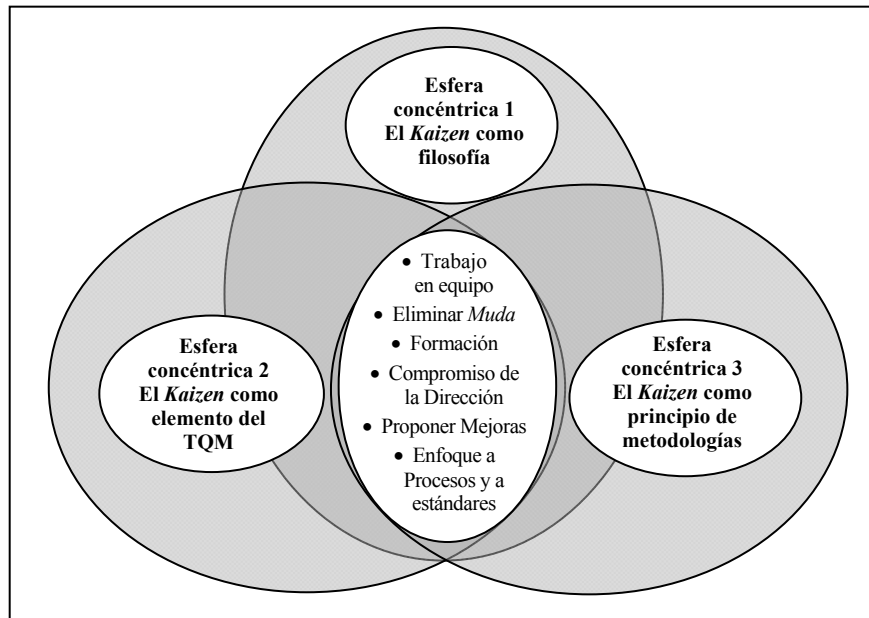 Esfera
concéntrica 1
El Kaizen como
filosofía
• Trabajo
en equipo
• Eliminar Muda
• Formación
• Compromiso de
la Dirección
• Proponer Mejoras
• Enfoque a
Procesos y a
estándares
Esfera
concéntrica 2
El Kaizen como
elemento del
TQM
Esfera
concéntrica 3
El Kaizen como
principio de
metodologías